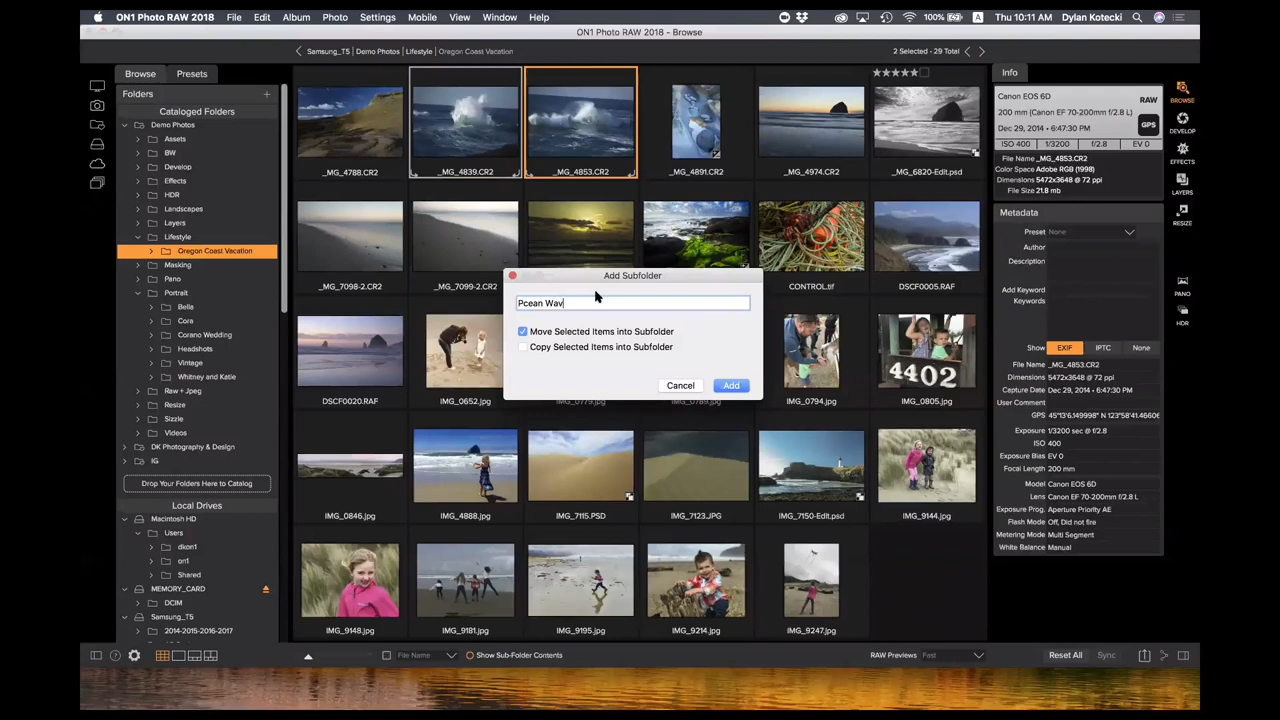 ON1 Photo RAW 2018 File Edit Album Photo Settings Mobile View Window Help 100% A Thu 10:11 AM Dylan Kotecki
ON1 Photo RAW 2018 - Browse
Samsung_T5 Demo Photos Lifestyle Oregon Coast Vacation 2 Selected - 29 Total
Browse Presets
Folders +
Cataloged Folders
Demo Photos
Assets
BW
Develop
Effects
HDR
Landscapes
Layers
Lifestyle
Oregon Coast Vacation
Masking
Pano
Portrait
Bella
Cora
Corano Wedding
Headshots
Vintage
Whitney and Katie
Raw + Jpeg
Resize
Sizzle
Videos
DK Photography & Design
IG
Drop Your Folders Here to Catalog
Local Drives
Macintosh HD
Users
dkon1
on1
Shared
MEMORY_CARD
DCIM
Samsung_T5
2014-2015-2016-2017
_MG_4788.CR2 _MG_4839.CR2 _MG_4853.CR2 _MG_4891.CR2 _MG_4974.CR2 _MG_6820-Edit.psd
_MG_7098-2.CR2 _MG_7099-2.CR2 CONTROL.tif DSCF0005.RAF
Add Subfolder
Pcean Wav
Move Selected Items into Subfolder
Copy Selected Items into Subfolder
Cancel Add
4402
DSCF0020.RAF IMG_0652.jpg IMG_0779.jpg IMG_0789.jpg IMG_0794.jpg IMG_0805.jpg
IMG_0846.jpg IMG_4888.jpg IMG_7115.PSD IMG_7123.JPG IMG_7150-Edit.psd IMG_9144.jpg
IMG_9148.jpg IMG_9181.jpg IMG_9195.jpg IMG_9214.jpg IMG_9247.jpg
Info
Canon EOS 6D RAW
200 mm (Canon EF 70-200mm f/2.8 L)
Dec 29, 2014 • 6:47:30 PM GPS
ISO 400 1/3200 f/2.8 EV 0
File Name _MG_4853.CR2
Color Space Adobe RGB (1998)
Dimensions 5472x3648 @ 72 ppi
File Size 21.8 mb
Metadata
Preset None
Author
Description
Add Keyword
Keywords
Show EXIF IPTC None
File Name _MG_4853.CR2
Dimensions 5472x3648 @ 72 ppi
Capture Date Dec 29, 2014 • 6:47:30 PM
User Comment
GPS 45°13'6.149998" N 123°58'41.46606
Exposure 1/3200 sec @ f/2.8
ISO 400
Exposure Bias EV 0
Focal Length 200 mm
Model Canon EOS 6D
Lens Canon EF 70-200mm f/2.8 L
Exposure Prog. Aperture Priority AE
Flash Mode Off, Did not fire
Metering Mode Multi Segment
White Balance Manual
BROWSE
DEVELOP
EFFECTS
LAYERS
RESIZE
PANO
HDR
? File Name Show Sub-Folder Contents RAW Previews Fast Reset All Sync